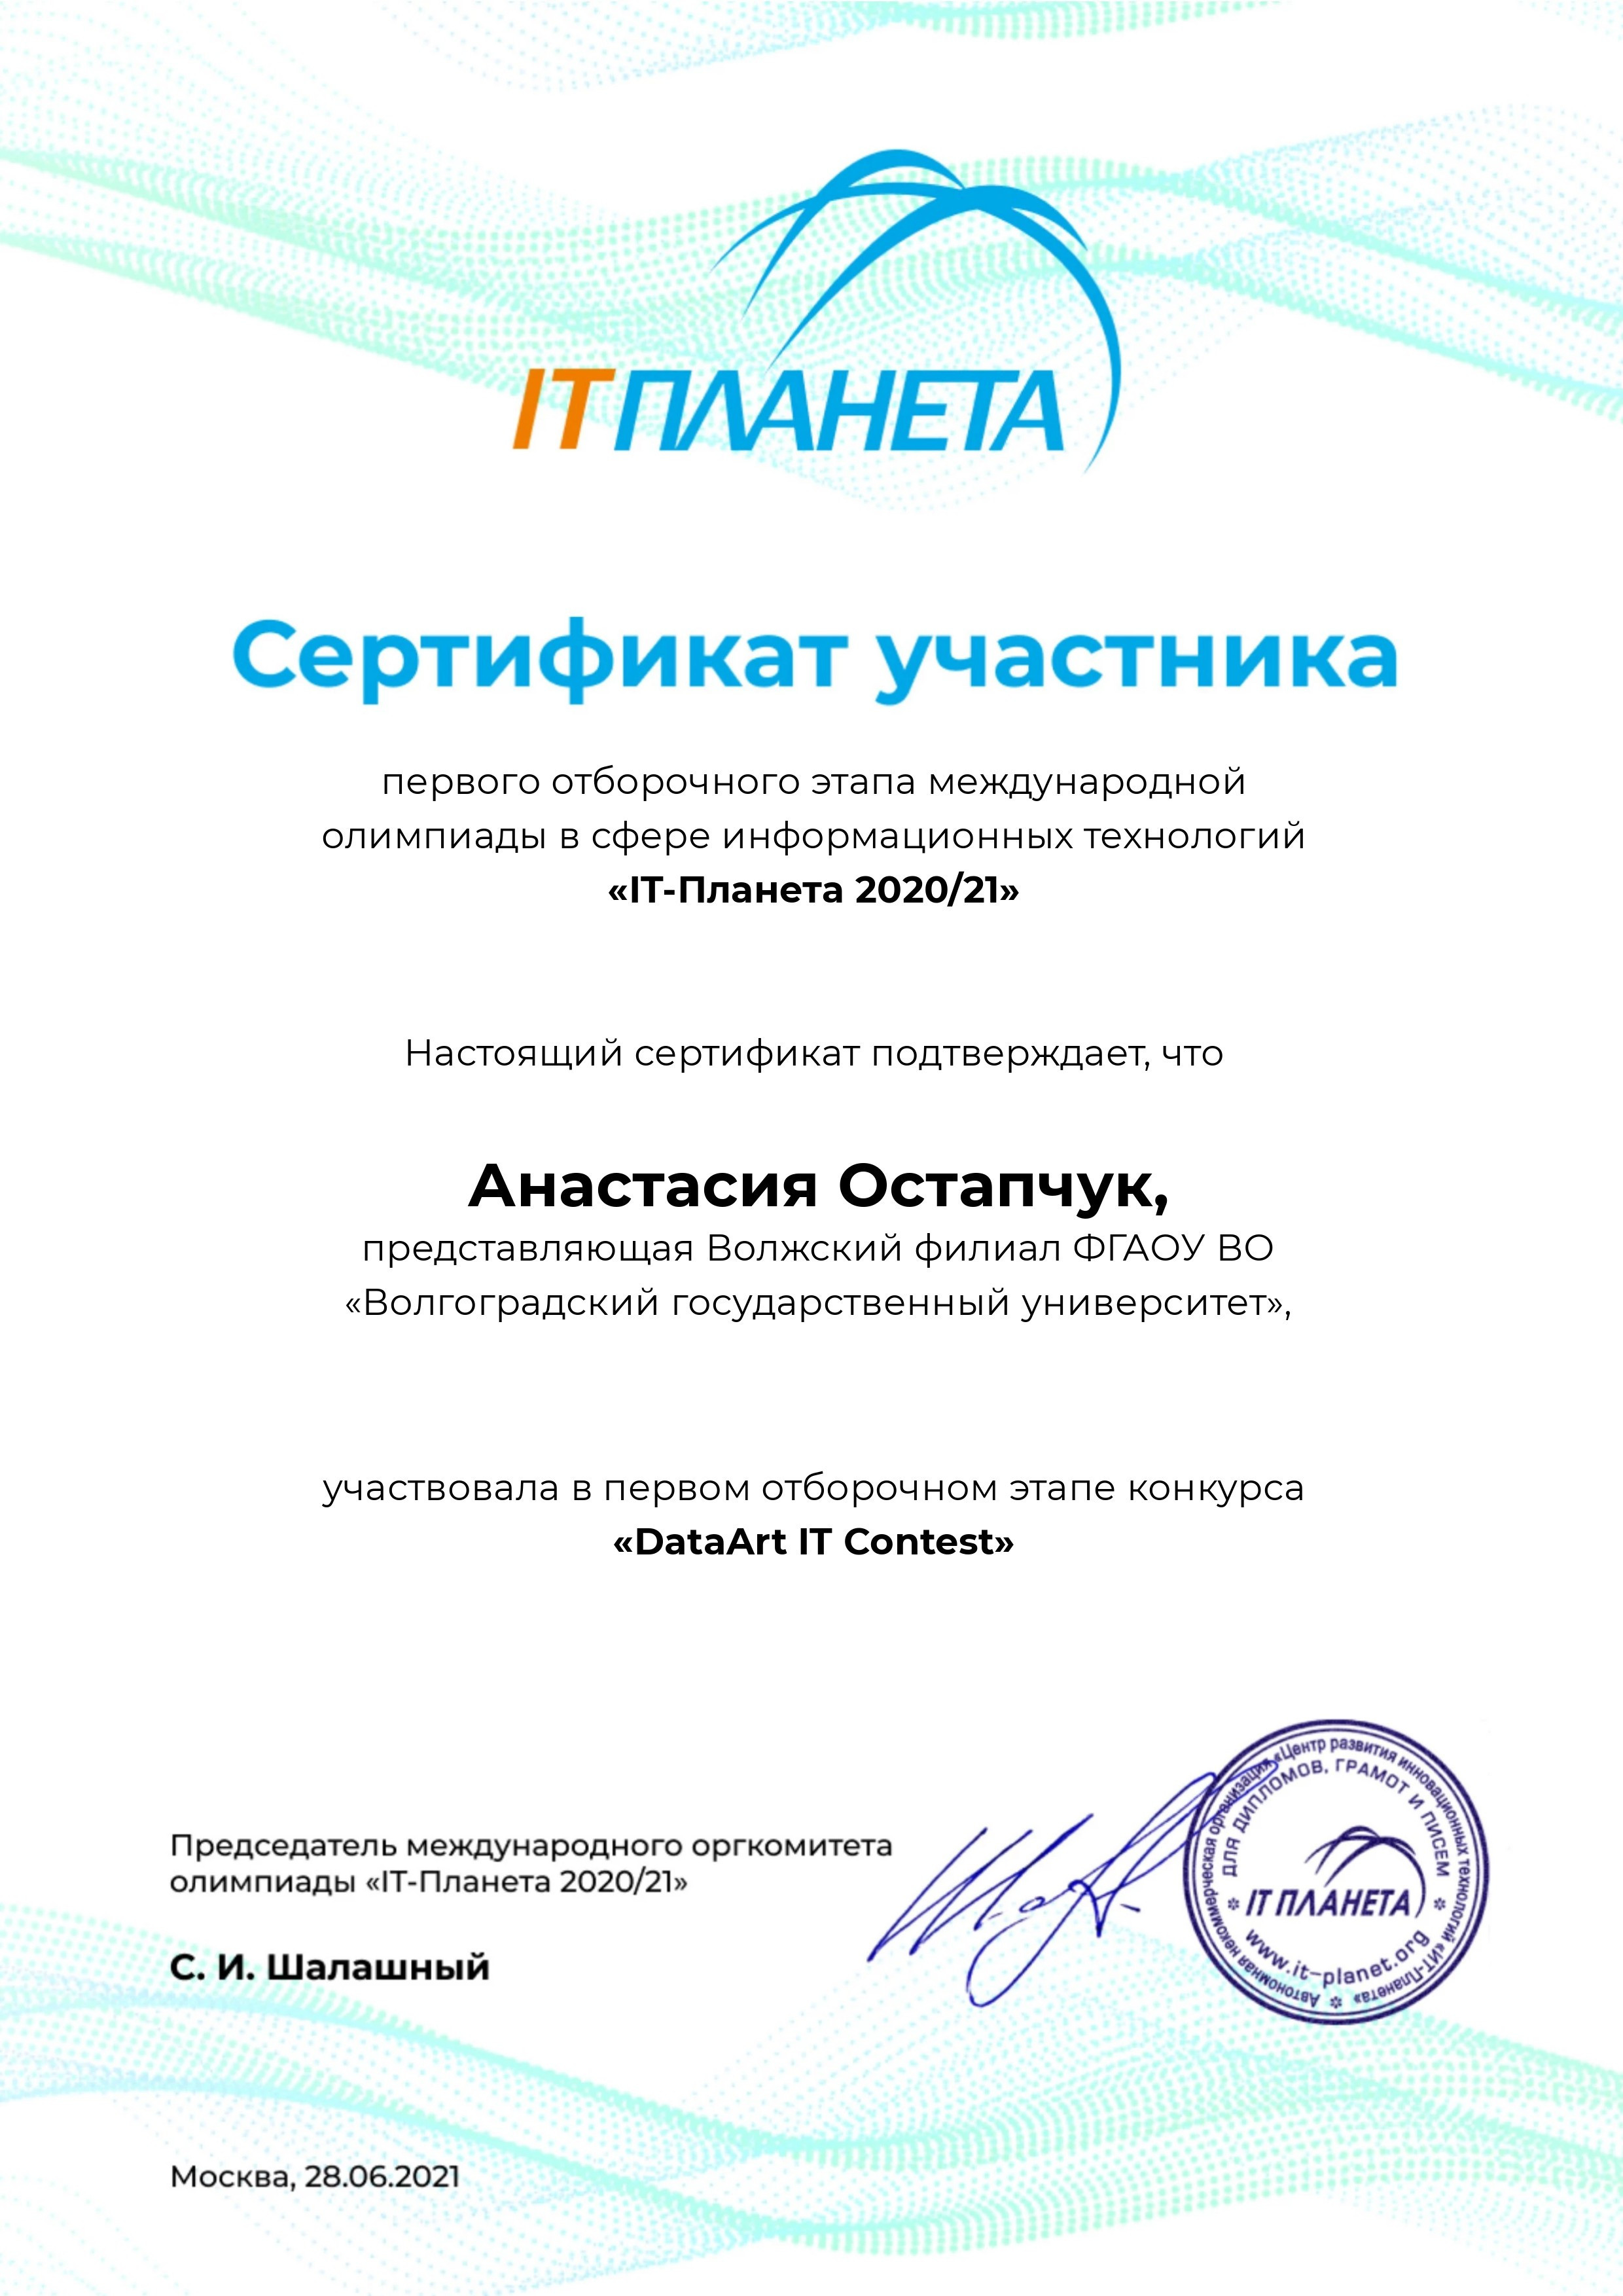 IT ПЛАНЕТА
Сертификат участника
первого отборочного этапа международной
олимпиады в сфере информационных технологий
«IT-Планета 2020/21»
Настоящий сертификат подтверждает, что
Анастасия Остапчук,
представляющая Волжский филиал ФГАОУ ВО
«Волгоградский государственный университет»,
участвовала в первом отборочном этапе конкурса
«DataArt IT Contest»
Председатель международного оргкомитета
олимпиады «IT-Планета 2020/21»
С. И. Шалашный
Автономная некоммерческая организация «Центр развития инновационных технологий «ИТ-Планета»
ДЛЯ ДИПЛОМОВ, ГРАМОТ И ПИСЕМ
IT ПЛАНЕТА
www.it-planet.org
Москва, 28.06.2021